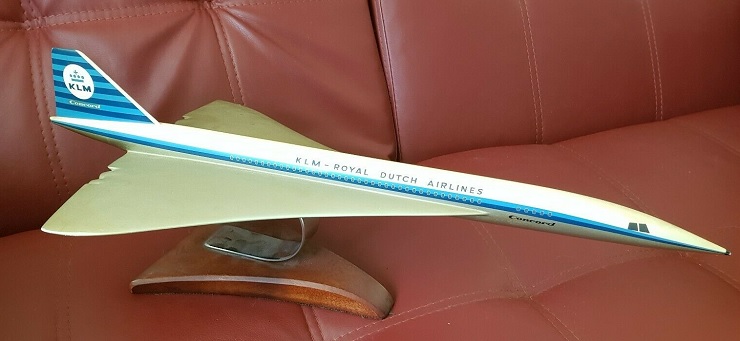 KLM
Concord
KLM - ROYAL DUTCH AIRLINES
Concord